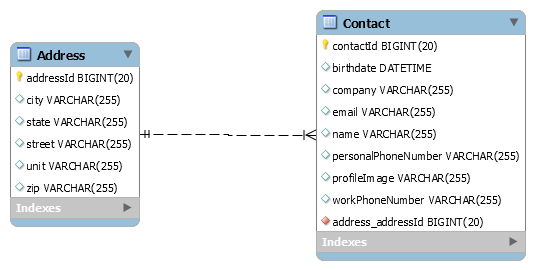 Address
addressId BIGINT(20)
city VARCHAR(255)
state VARCHAR(255)
street VARCHAR(255)
unit VARCHAR(255)
zip VARCHAR(255)
Indexes
Contact
contactId BIGINT(20)
birthdate DATETIME
company VARCHAR(255)
email VARCHAR(255)
name VARCHAR(255)
personalPhoneNumber VARCHAR(255)
profileImage VARCHAR(255)
workPhoneNumber VARCHAR(255)
address_addressId BIGINT(20)
Indexes